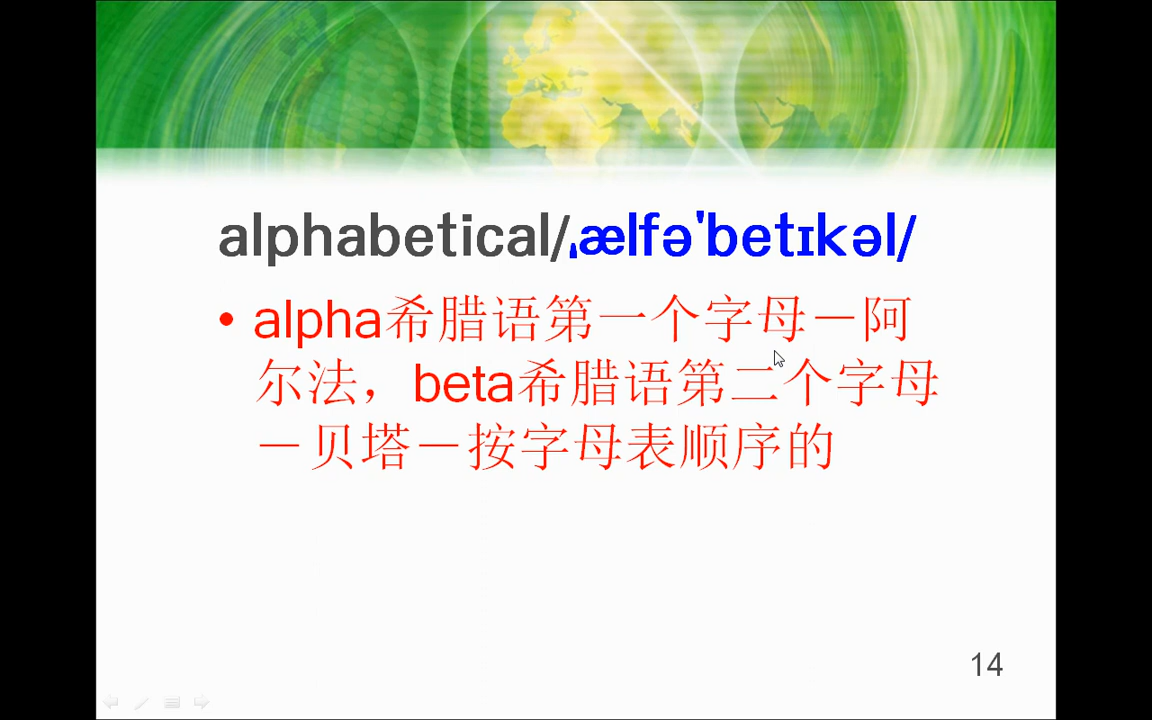 alphabetical/ˌælfəˈbetɪkəl/
• alpha希腊语第一个字母－阿
尔法，beta希腊语第二个字母
－贝塔－按字母表顺序的
14